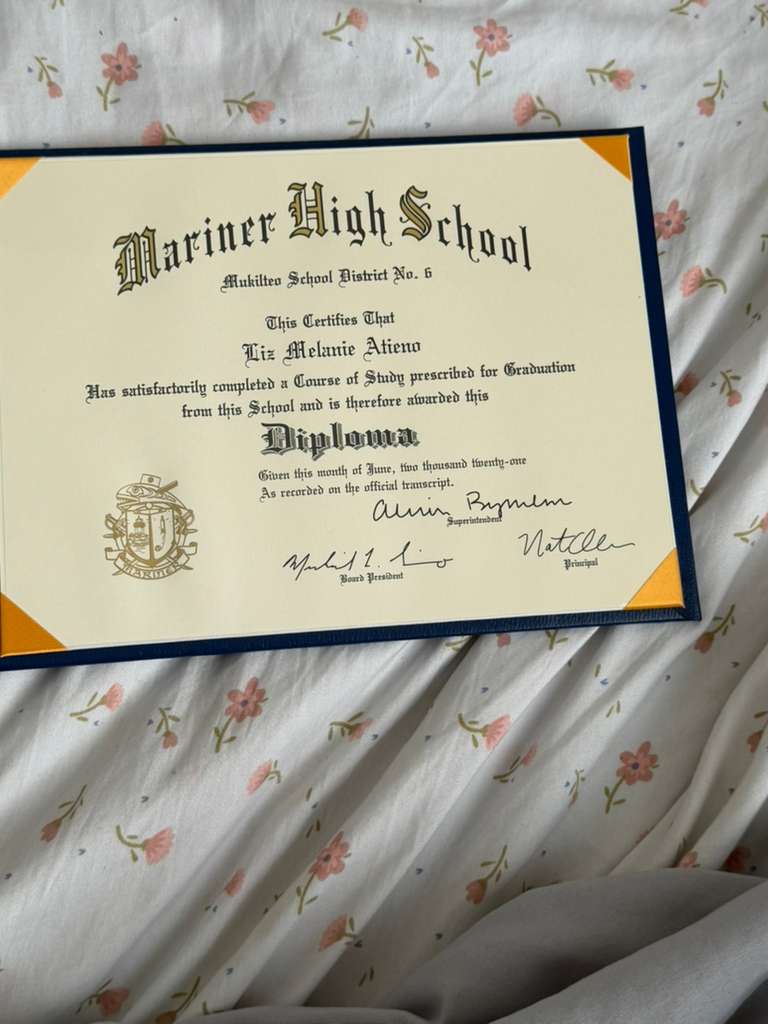 Mariner High School
Mukilteo School District No. 6
This Certifies That
Liz Melanie Atieno
Has satisfactorily completed a Course of Study prescribed for Graduation
from this School and is therefore awarded this
Diploma
Given this month of June, two thousand twenty-one
As recorded on the official transcript.
Superintendent
Board President
Principal
MARINER